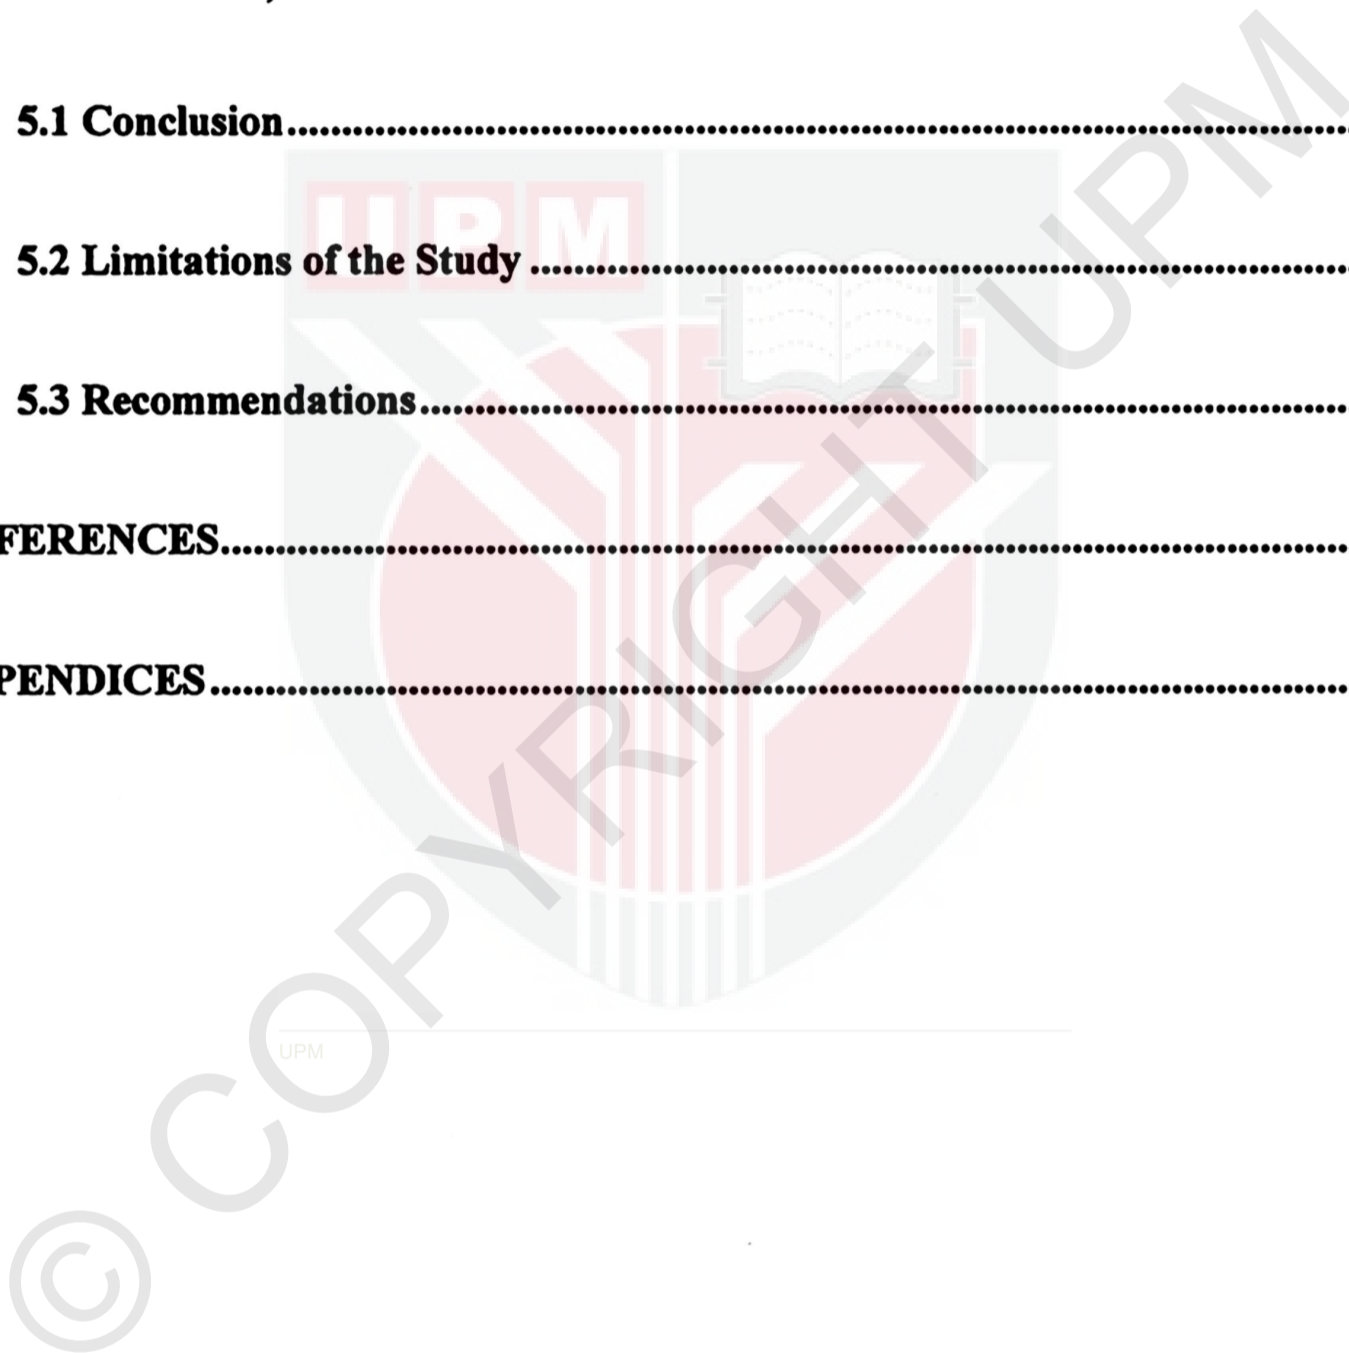 5.1 Conclusion..........................................................................................
UPM
5.2 Limitations of the Study ..........................................................................
5.3 Recommendations..............................................................................
FERENCES..........................................................................................
PENDICES..........................................................................................
UPM
© COPYRIGHT UPM